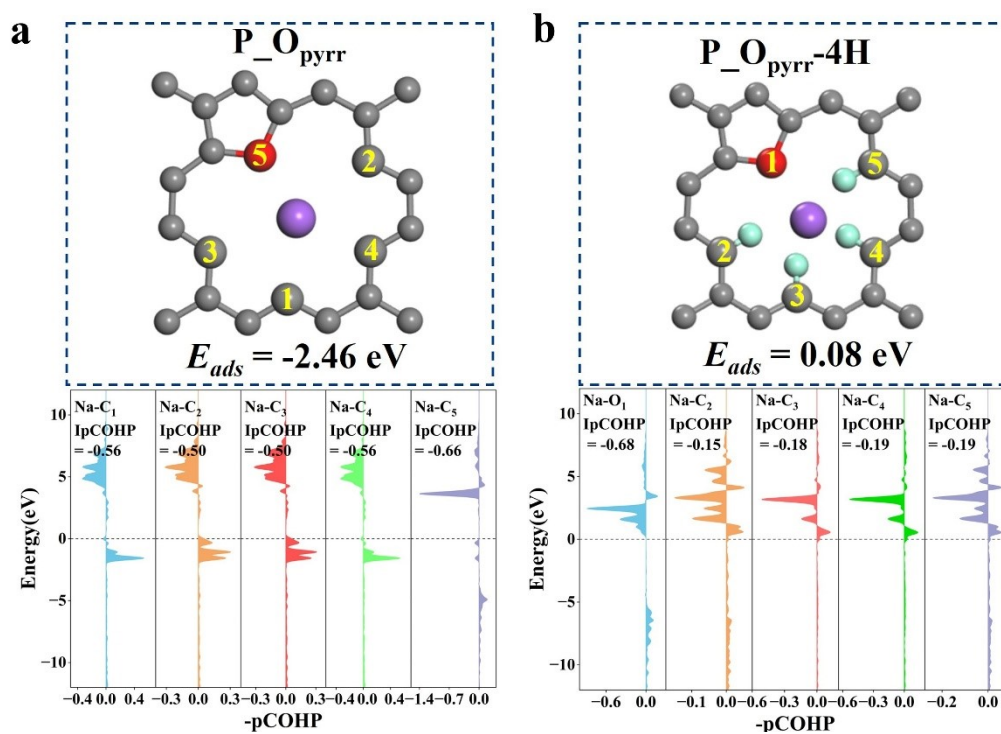 a
P_Opyrr
5
2
3
4
1
Eads = -2.46 eV
Na-C1 IpCOHP = -0.56
Na-C2 IpCOHP = -0.50
Na-C3 IpCOHP = -0.50
Na-C4 IpCOHP = -0.56
Na-C5 IpCOHP = -0.66
10
5
0
−5
−10
Energy(eV)
−0.4 0.0 −0.3 0.0 0.3 −0.3 0.0 0.3 −0.4 0.0 0.4 −1.4 −0.7 0.0
-pCOHP
b
P_Opyrr-4H
1
5
2
4
3
Eads = 0.08 eV
Na-O1 IpCOHP = -0.68
Na-C2 IpCOHP = -0.15
Na-C3 IpCOHP = -0.18
Na-C4 IpCOHP = -0.19
Na-C5 IpCOHP = -0.19
10
5
0
−5
−10
Energy(eV)
−0.6 0.0 −0.1 0.0 −0.6 −0.3 0.0 −0.6 −0.3 0.0 −0.2 0.0
-pCOHP